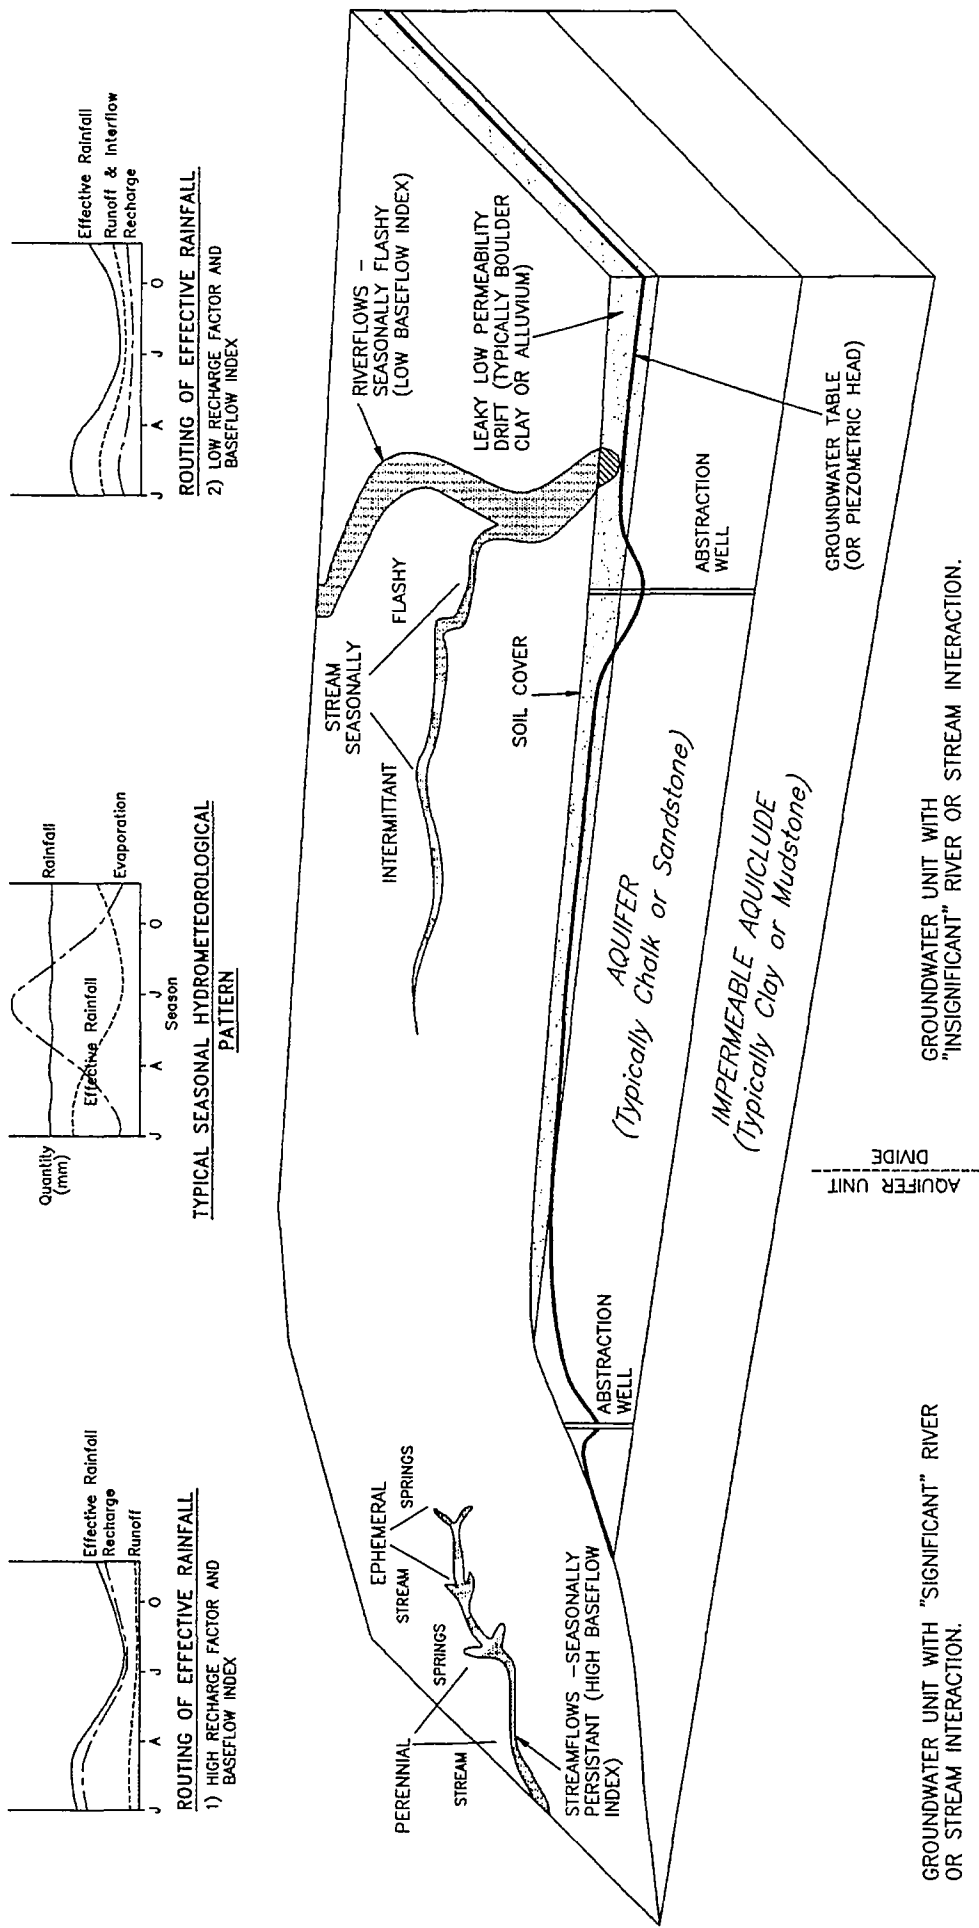 Effective Rainfall
Recharge
Runoff
J
A
J
O
ROUTING OF EFFECTIVE RAINFALL
1) HIGH RECHARGE FACTOR AND
BASEFLOW INDEX
Quantity
(mm)
Rainfall
Effective Rainfall
Evaporation
J
A
J
O
Season
TYPICAL SEASONAL HYDROMETEOROLOGICAL
PATTERN
Effective Rainfall
Runoff & Interflow
Recharge
J
A
J
O
ROUTING OF EFFECTIVE RAINFALL
2) LOW RECHARGE FACTOR AND
BASEFLOW INDEX
PERENNIAL
SPRINGS
STREAM
EPHEMERAL
SPRINGS
STREAM
STREAMFLOWS -SEASONALLY
PERSISTANT (HIGH BASEFLOW
INDEX)
ABSTRACTION
WELL
INTERMITTANT
STREAM
SEASONALLY
FLASHY
RIVERFLOWS -
SEASONALLY FLASHY
(LOW BASEFLOW INDEX)
SOIL COVER
LEAKY LOW PERMEABILITY
DRIFT (TYPICALLY BOULDER
CLAY OR ALLUVIUM)
ABSTRACTION
WELL
GROUNDWATER TABLE
(OR PIEZOMETRIC HEAD)
AQUIFER
(Typically Chalk or Sandstone)
IMPERMEABLE AQUICLUDE
(Typically Clay or Mudstone)
AQUIFER UNIT
DIVIDE
GROUNDWATER UNIT WITH "SIGNIFICANT" RIVER
OR STREAM INTERACTION.
GROUNDWATER UNIT WITH
"INSIGNIFICANT" RIVER OR STREAM INTERACTION.